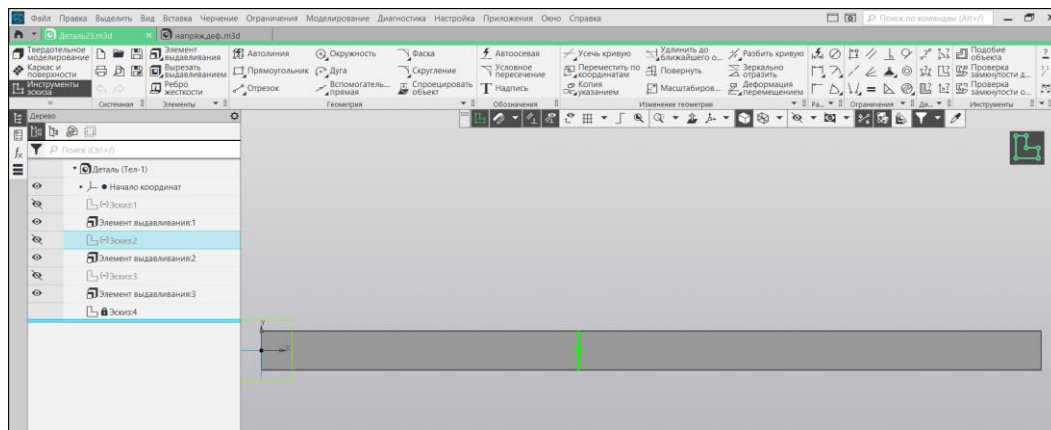 Файл Правка Выделить Вид Вставка Черчение Ограничения Моделирование Диагностика Настройка Приложения Окно Справка
Поиск по командам (Alt+/)
Деталь23.m3d
напряж,деф.m3d
Твердотельное моделирование
Каркас и поверхности
Инструменты эскиза
Системная
Элемент выдавливания
Вырезать выдавливанием
Ребро жесткости
Элементы
Автолиния
Прямоугольник
Отрезок
Окружность
Дуга
Вспомогатель... прямая
Фаска
Скругление
Спроецировать объект
Геометрия
Автоосевая
Условное пересечение
Надпись
Обозначения
Усечь кривую
Переместить по координатам
Копия указанием
Удлинить до ближайшего о...
Повернуть
Масштабиров...
Разбить кривую
Зеркально отразить
Деформация перемещением
Изменение геометрии
Ра...
Ограничения
Ди...
Подобие объекта
Проверка замкнутости д...
Проверка замкнутости о...
Инструменты
Дерево
Поиск (Ctrl+/)
Деталь (Тел-1)
Начало координат
(-)Эскиз:1
Элемент выдавливания:1
(-)Эскиз:2
Элемент выдавливания:2
(-)Эскиз:3
Элемент выдавливания:3
Эскиз:4
Y
X